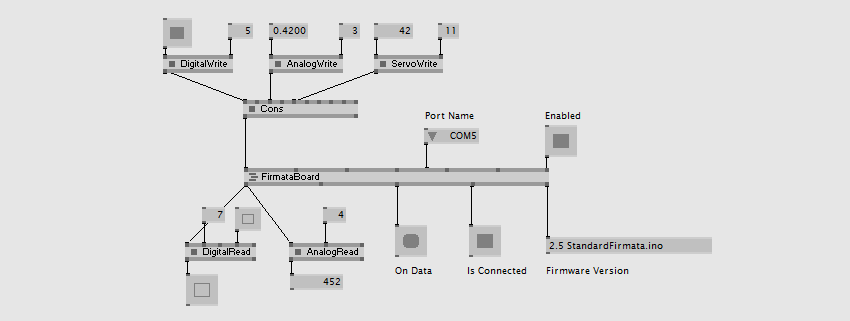 5 0.4200 3 42 11
DigitalWrite AnalogWrite ServoWrite
Cons
Port Name Enabled
COM5
FirmataBoard
7 4
DigitalRead AnalogRead 2.5 StandardFirmata.ino
On Data Is Connected Firmware Version
452